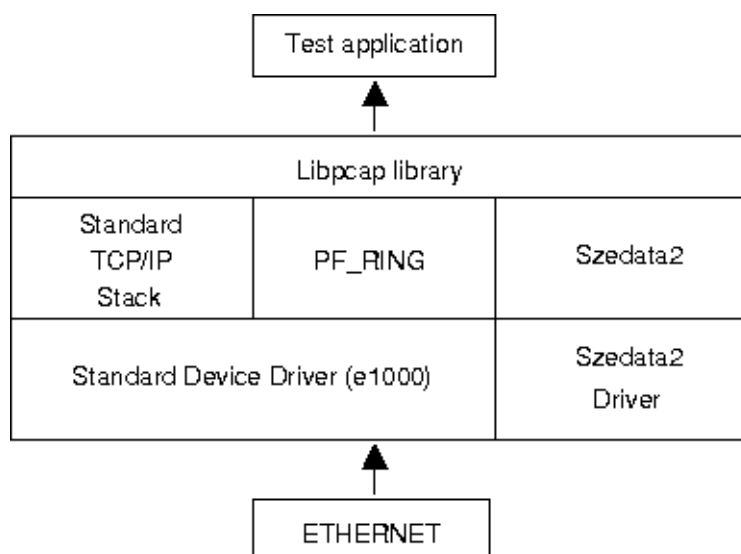 Test application
Libpcap library
Standard
TCP/IP
Stack
PF_RING
Szedata2
Standard Device Driver (e1000)
Szedata2
Driver
ETHERNET